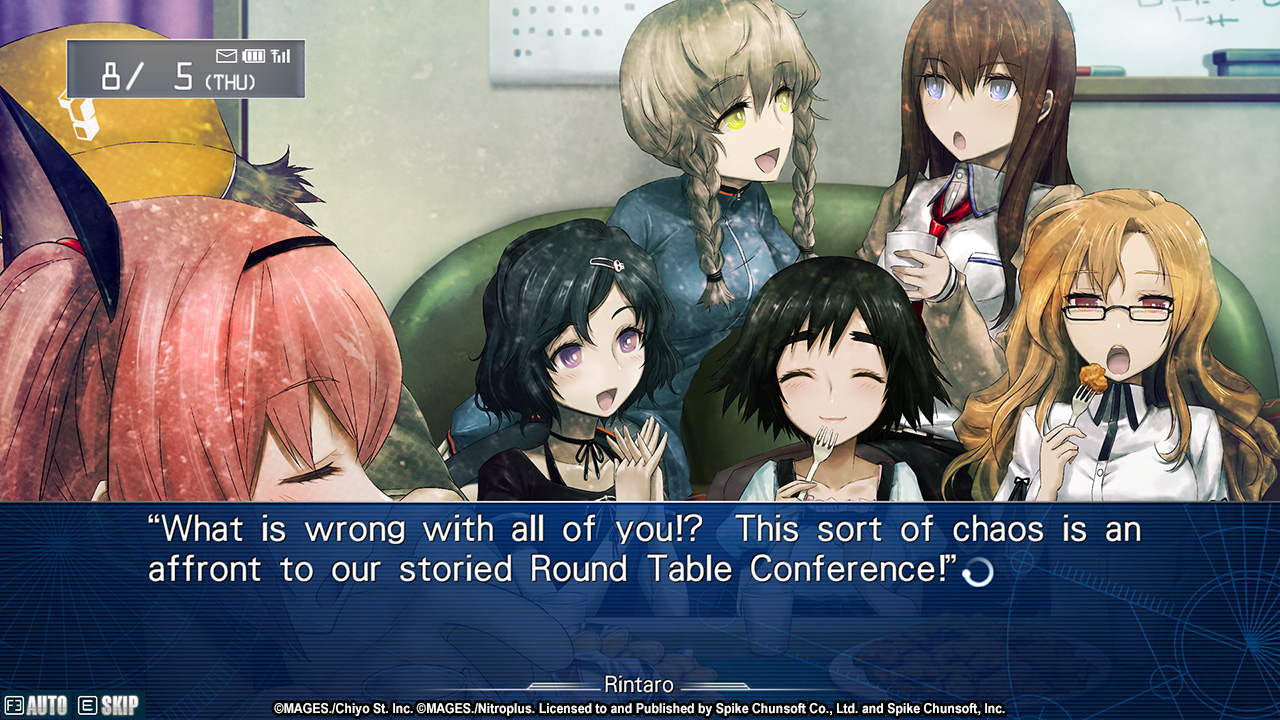 8/ 5 (THU)
“What is wrong with all of you!? This sort of chaos is an
affront to our storied Round Table Conference!”
Rintaro
F3 AUTO E SKIP
©MAGES./Chiyo St. Inc. ©MAGES./Nitroplus. Licensed to and Published by Spike Chunsoft Co., Ltd. and Spike Chunsoft, Inc.